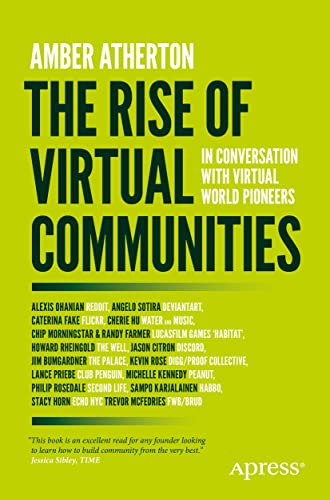 AMBER ATHERTON
THE RISE OF
VIRTUAL
COMMUNITIES
IN CONVERSATION
WITH VIRTUAL
WORLD PIONEERS
ALEXIS OHANIAN REDDIT, ANGELO SOTIRA DEVIANTART,
CATERINA FAKE FLICKR, CHERIE HU WATER AND MUSIC,
CHIP MORNINGSTAR & RANDY FARMER LUCASFILM GAMES 'HABITAT',
HOWARD RHEINGOLD THE WELL, JASON CITRON DISCORD,
JIM BUMGARDNER THE PALACE, KEVIN ROSE DIGG/PROOF COLLECTIVE,
LANCE PRIEBE CLUB PENGUIN, MICHELLE KENNEDY PEANUT,
PHILIP ROSEDALE SECOND LIFE, SAMPO KARJALAINEN HABBO,
STACY HORN ECHO NYC TREVOR MCFEDRIES FWB/BRUD
"This book is an excellent read for any founder looking
to learn how to build community from the very best."
Jessica Sibley, TIME
Apress®